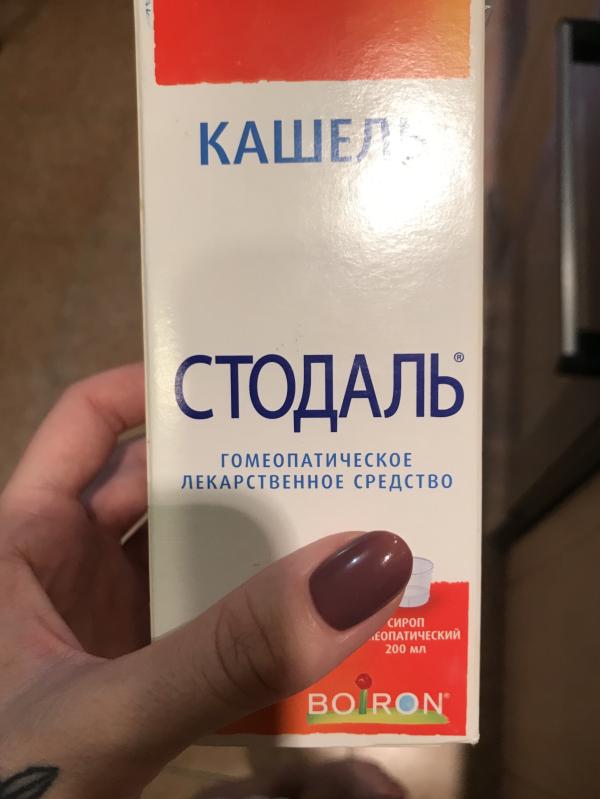 КАШЕЛЬ
СТОДАЛЬ®
ГОМЕОПАТИЧЕСКОЕ
ЛЕКАРСТВЕННОЕ СРЕДСТВО
СИРОП
200 мл
BOIRON®